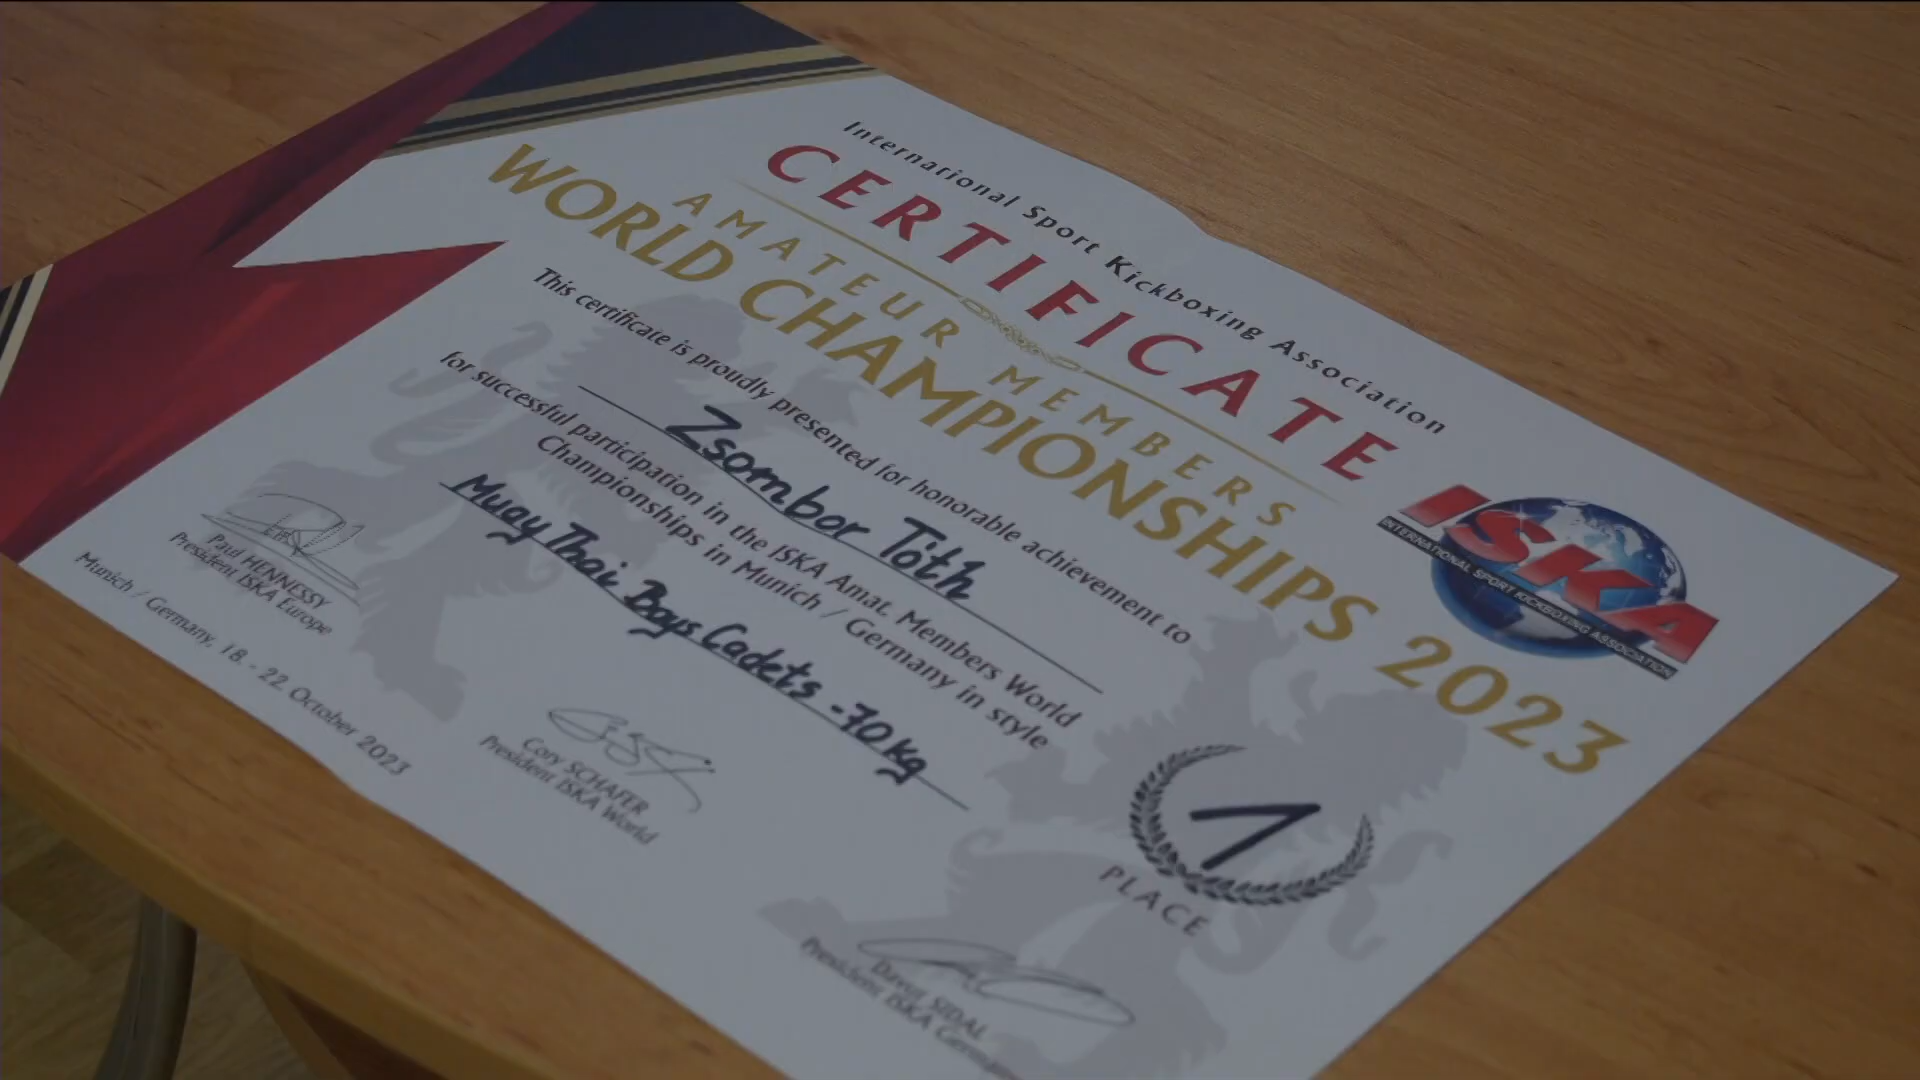 International Sport Kickboxing Association
CERTIFICATE
AMATEUR MEMBERS
WORLD CHAMPIONSHIPS 2023
This certificate is proudly presented for honorable achievement to
Zsombor Tóth
for successful participation in the ISKA Amat. Members World
Championships in Munich / Germany in style
Muay Thai Boys Cadets -70 kg
ISKA
INTERNATIONAL SPORT KICKBOXING ASSOCIATION
1
PLACE
Paul HENNESSY
President ISKA Europe
Cory SCHAFER
President ISKA World
SIDAL
President ISKA Germany
Munich / Germany, 18. - 22. October 2023